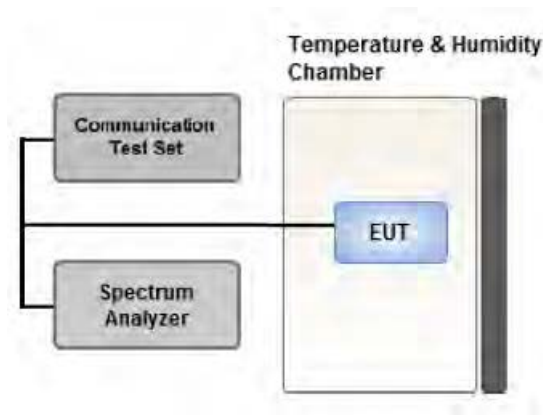 Temperature & Humidity
Chamber
Communication
Test Set
EUT
Spectrum
Analyzer